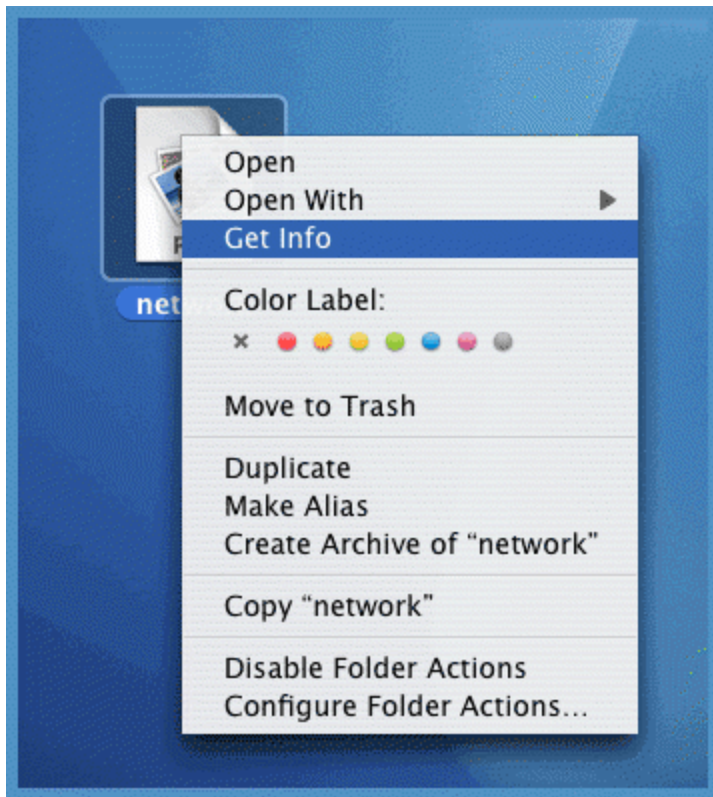 Open
Open With
Get Info
Color Label:
Move to Trash
Duplicate
Make Alias
Create Archive of “network”
Copy “network”
Disable Folder Actions
Configure Folder Actions…